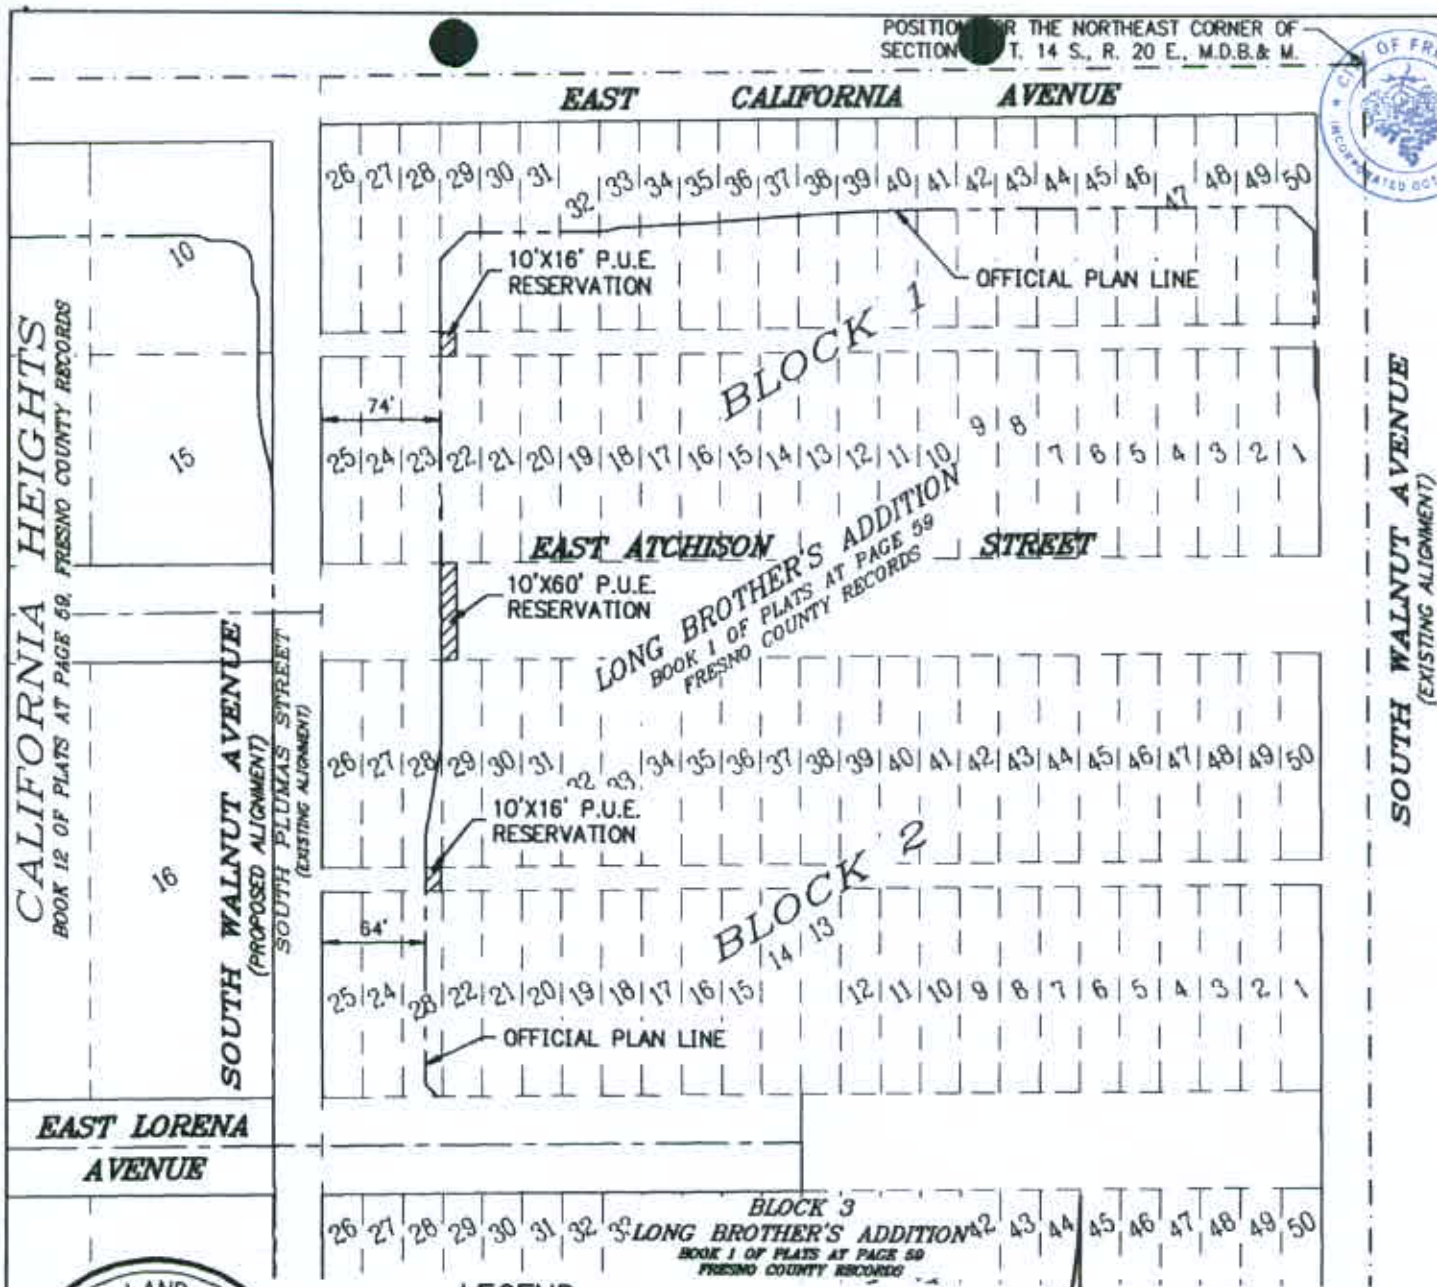 POSITION THE NORTHEAST CORNER OF
SECTION T. 14 S., R. 20 E., M.D.B.& M.
CITY OF
INCORPORATED
EAST CALIFORNIA AVENUE
26 27 28 29 30 31 32 33 34 35 36 37 38 39 40 41 42 43 44 45 46 47 48 49 50
10
10'X16' P.U.E.
RESERVATION
OFFICIAL PLAN LINE
BLOCK 1
74'
15
25 24 23 22 21 20 19 18 17 16 15 14 13 12 11 10 9 8 7 6 5 4 3 2 1
EAST ATCHISON STREET
LONG BROTHER'S ADDITION
BOOK 1 OF PLATS AT PAGE 59
FRESNO COUNTY RECORDS
10'X60' P.U.E.
RESERVATION
CALIFORNIA HEIGHTS
BOOK 12 OF PLATS AT PAGE 69, FRESNO COUNTY RECORDS
SOUTH WALNUT AVENUE
(PROPOSED ALIGNMENT)
SOUTH PLUMAS STREET
(EXISTING ALIGNMENT)
SOUTH WALNUT AVENUE
(EXISTING ALIGNMENT)
26 27 28 29 30 31 32 33 34 35 36 37 38 39 40 41 42 43 44 45 46 47 48 49 50
10'X16' P.U.E.
RESERVATION
16
BLOCK 2
64'
25 24 28 22 21 20 19 18 17 16 15 14 13 12 11 10 9 8 7 6 5 4 3 2 1
OFFICIAL PLAN LINE
EAST LORENA
AVENUE
26 27 28 29 30 31 32 42 43 44 45 46 47 48 49 50
BLOCK 3
LONG BROTHER'S ADDITION
BOOK 1 OF PLATS AT PAGE 59
FRESNO COUNTY RECORDS
LAND
LEGEND